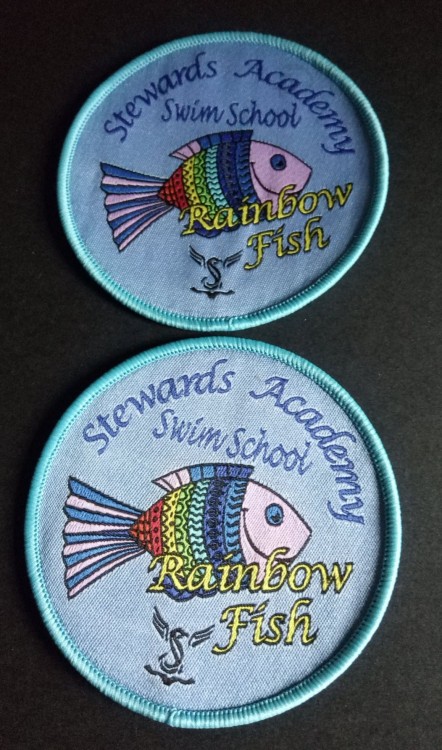 Stewards Academy
Swim School
Rainbow
Fish
Stewards Academy
Swim School
Rainbow
Fish